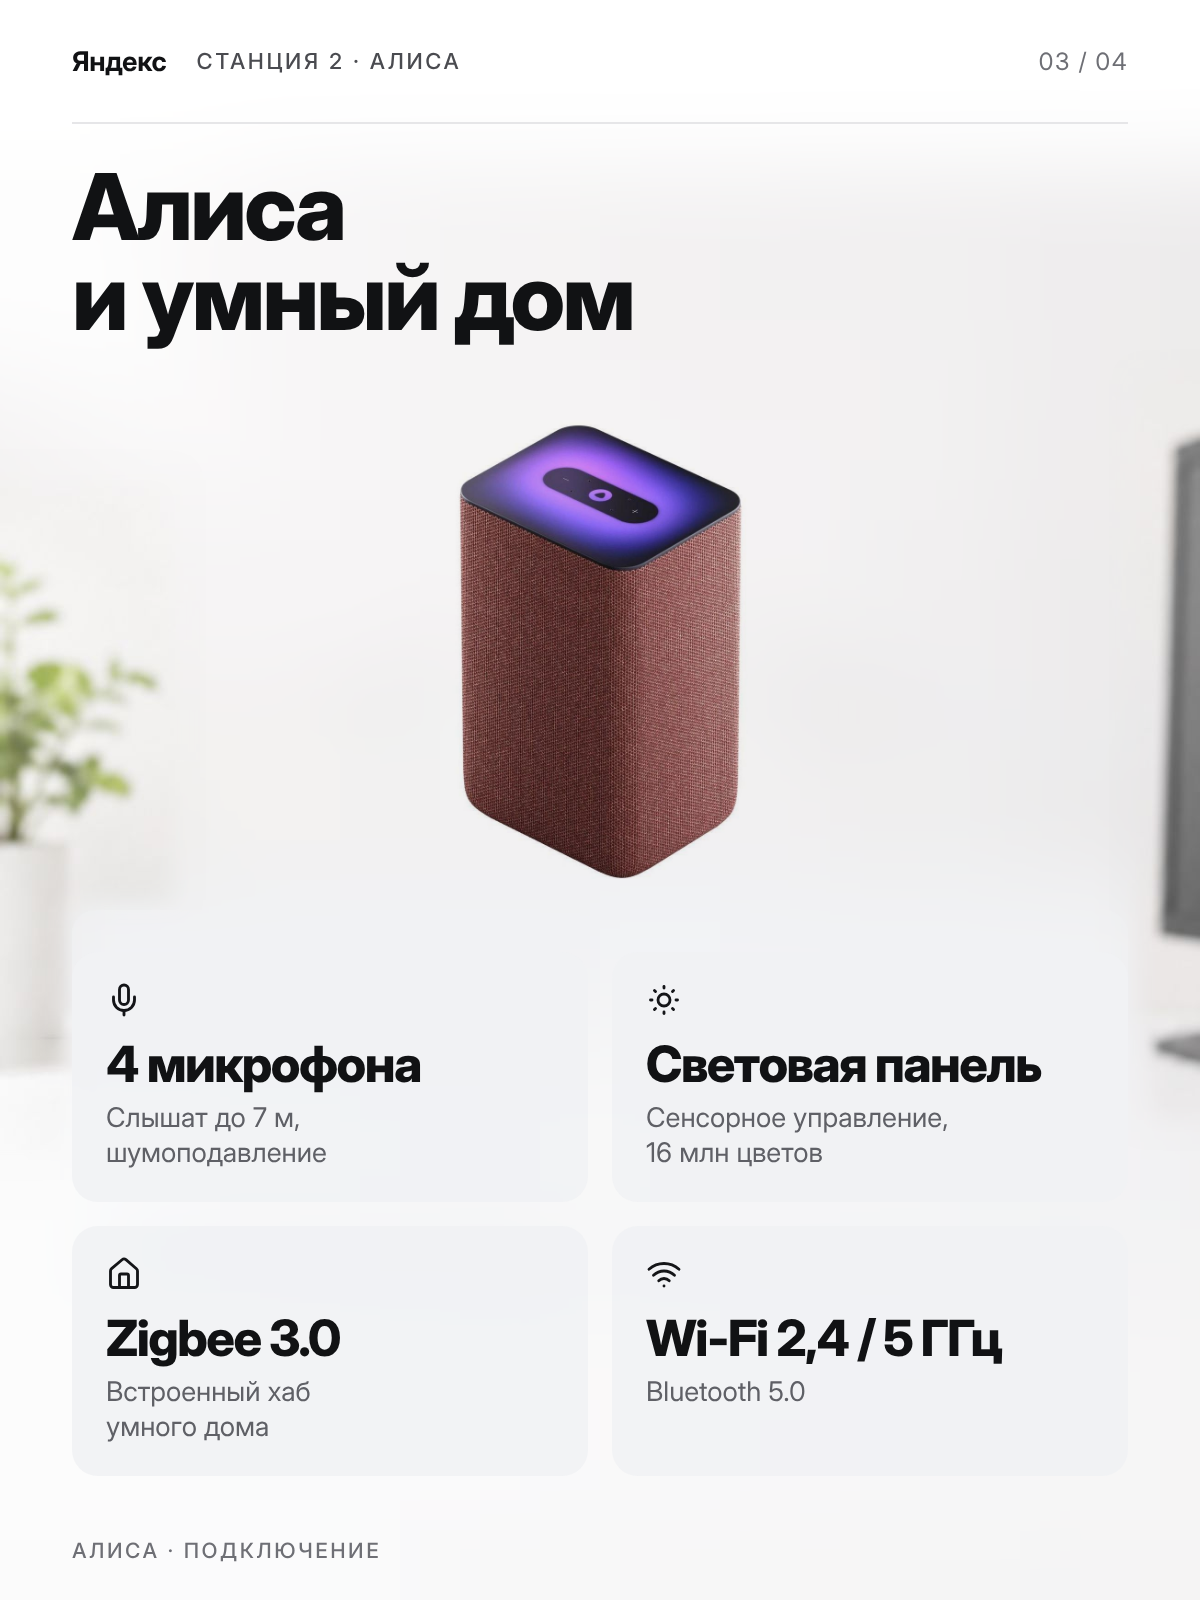 Яндекс СТАНЦИЯ 2 · АЛИСА 03 / 04
Алиса
и умный дом
4 микрофона
Слышат до 7 м,
шумоподавление
Световая панель
Сенсорное управление,
16 млн цветов
Zigbee 3.0
Встроенный хаб
умного дома
Wi-Fi 2,4 / 5 ГГц
Bluetooth 5.0
АЛИСА · ПОДКЛЮЧЕНИЕ